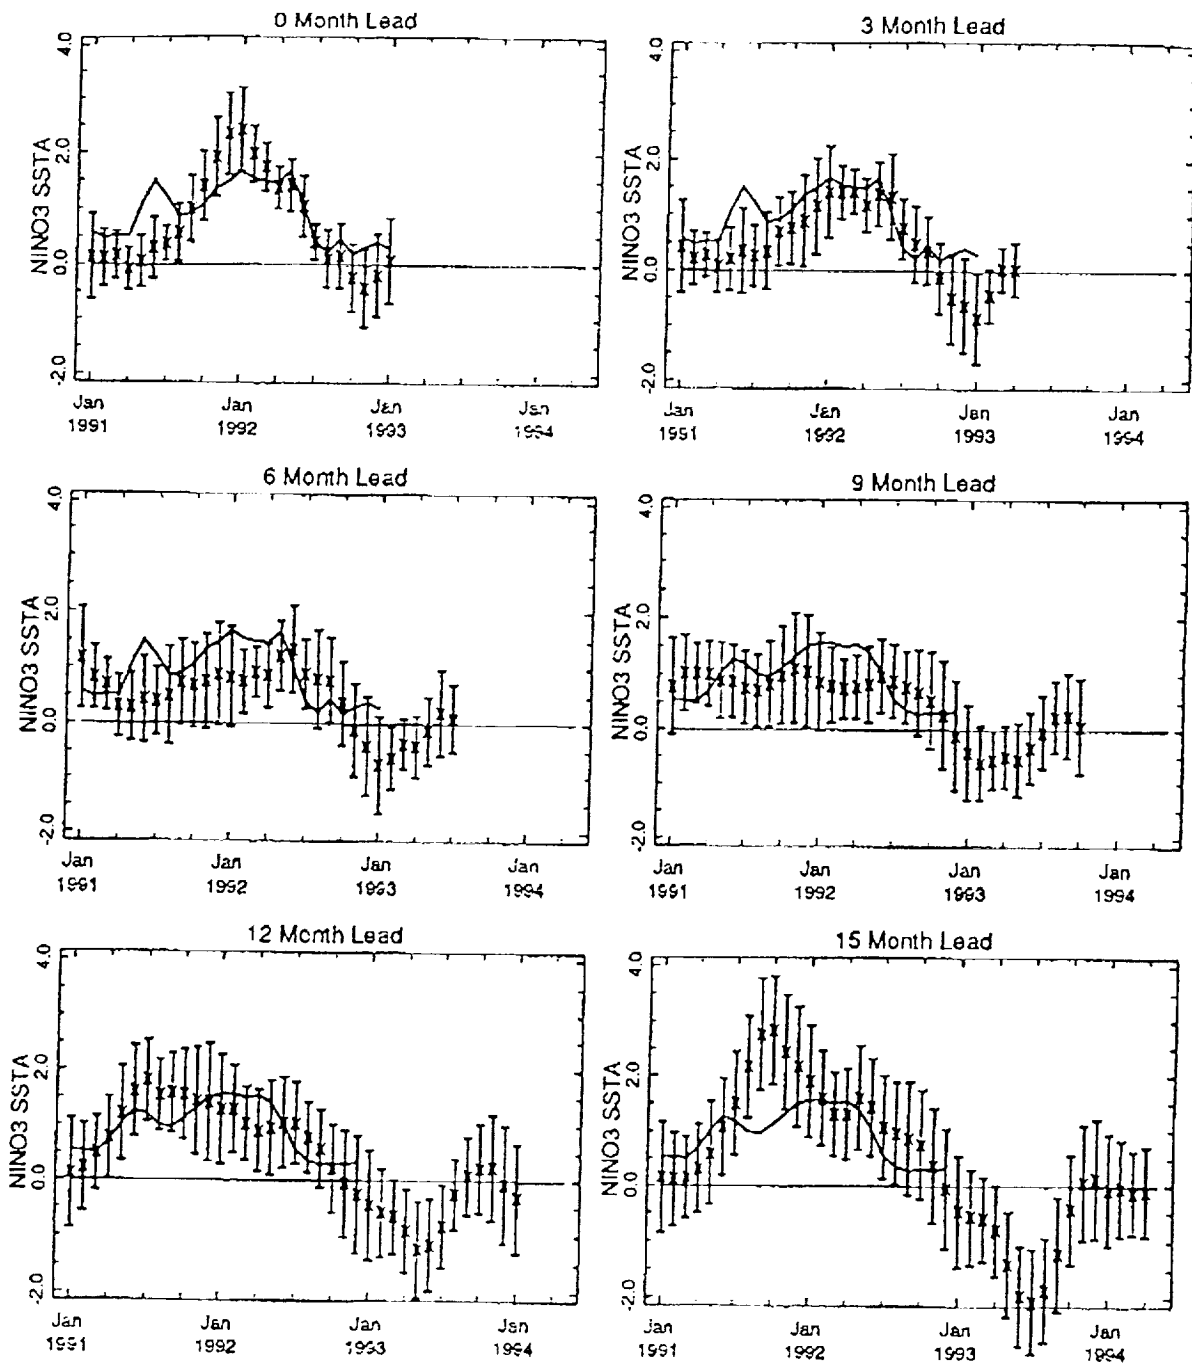 0 Month Lead
NINO3 SSTA
4.0
2.0
0.0
-2.0
Jan 1991
Jan 1992
Jan 1993
Jan 1994
3 Month Lead
NINO3 SSTA
4.0
2.0
0.0
-2.0
Jan 1991
Jan 1992
Jan 1993
Jan 1994
6 Month Lead
NINO3 SSTA
4.0
2.0
0.0
-2.0
Jan 1991
Jan 1992
Jan 1993
Jan 1994
9 Month Lead
NINO3 SSTA
4.0
2.0
0.0
-2.0
Jan 1991
Jan 1992
Jan 1993
Jan 1994
12 Month Lead
NINO3 SSTA
4.0
2.0
0.0
-2.0
Jan 1991
Jan 1992
Jan 1993
Jan 1994
15 Month Lead
NINO3 SSTA
4.0
2.0
0.0
-2.0
Jan 1991
Jan 1992
Jan 1993
Jan 1994